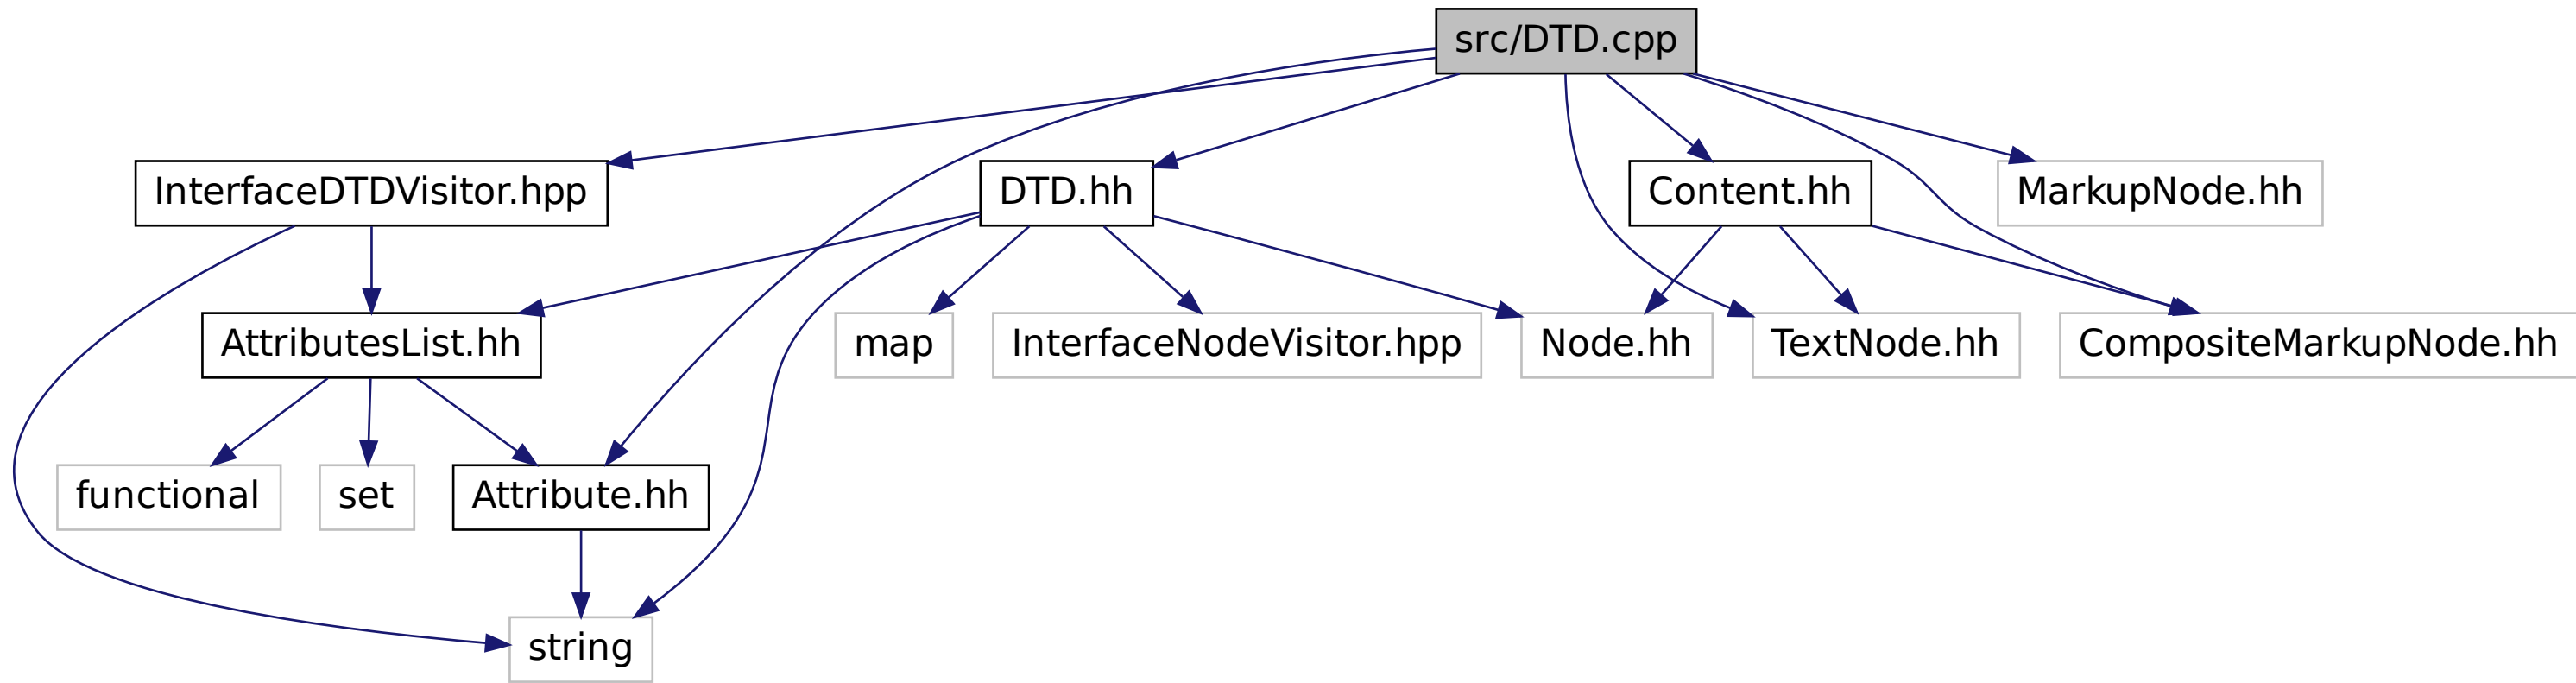 src/DTD.cpp
InterfaceDTDVisitor.hpp
DTD.hh
Content.hh
MarkupNode.hh
AttributesList.hh
map
InterfaceNodeVisitor.hpp
Node.hh
TextNode.hh
CompositeMarkupNode.hh
functional
set
Attribute.hh
string